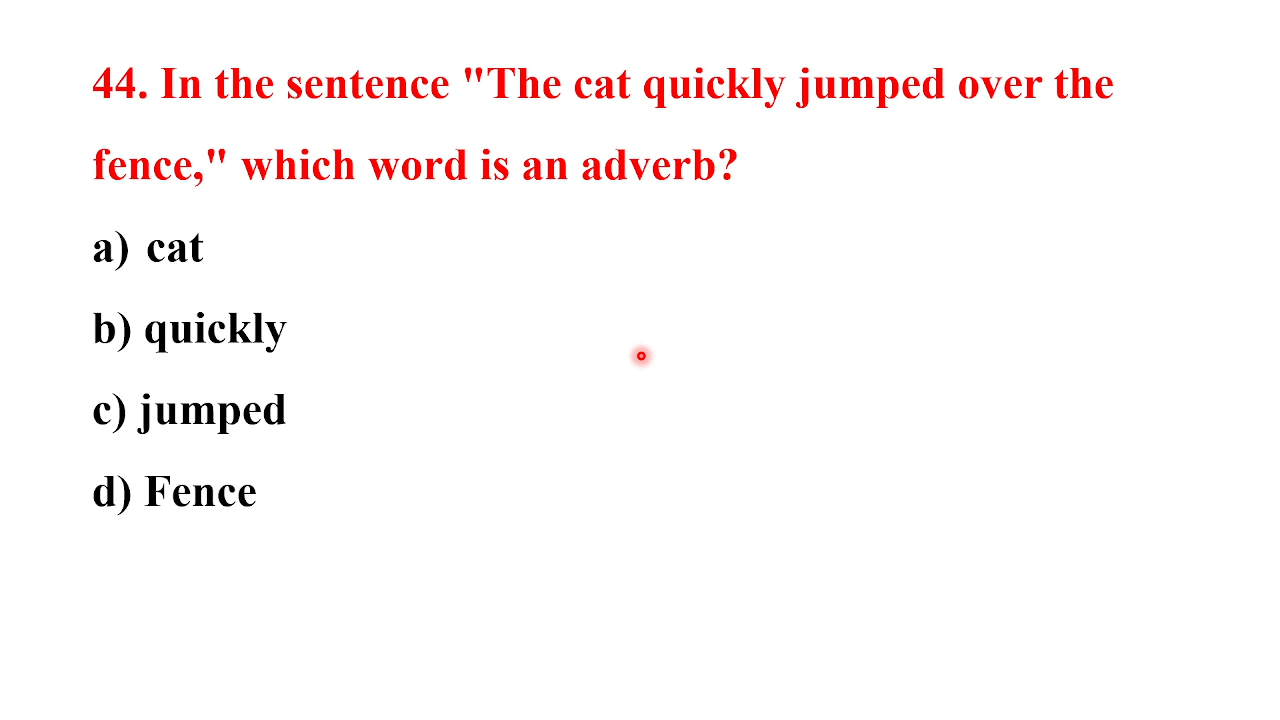 44. In the sentence "The cat quickly jumped over the
fence," which word is an adverb?
a) cat
b) quickly
c) jumped
d) Fence